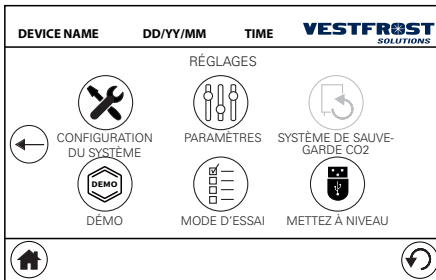 DEVICE NAME DD/YY/MM TIME VESTFROST
SOLUTIONS
RÉGLAGES
CONFIGURATION
DU SYSTÈME
PARAMÈTRES
SYSTÈME DE SAUVE-
GARDE CO2
DEMO
DÉMO
MODE D'ESSAI
METTEZ À NIVEAU